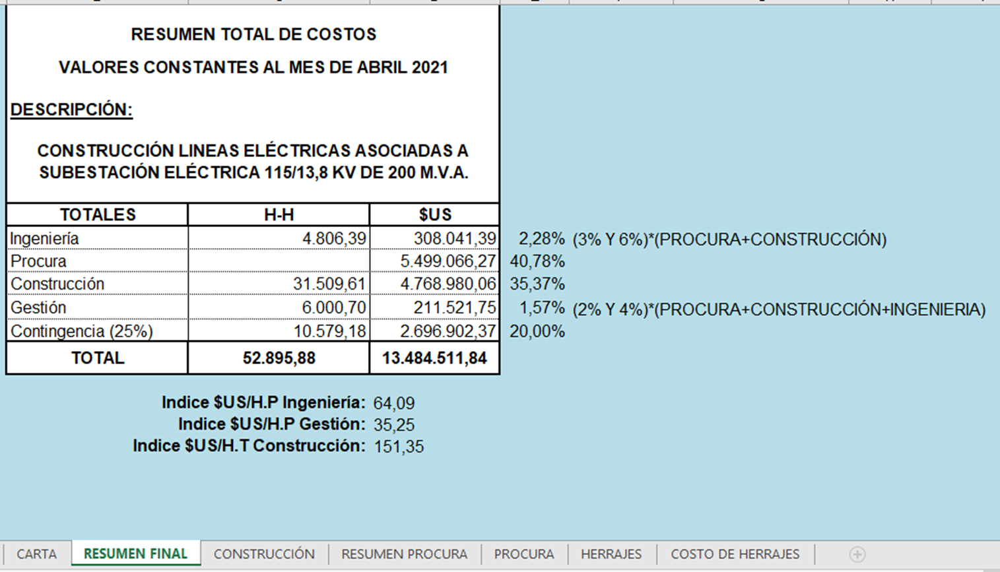 RESUMEN TOTAL DE COSTOS
VALORES CONSTANTES AL MES DE ABRIL 2021
DESCRIPCIÓN:
CONSTRUCCIÓN LINEAS ELÉCTRICAS ASOCIADAS A
SUBESTACIÓN ELÉCTRICA 115/13,8 KV DE 200 M.V.A.
TOTALES H-H $US
Ingeniería 4.806,39 308.041,39 2,28% (3% Y 6%)*(PROCURA+CONSTRUCCIÓN)
Procura 5.499.066,27 40,78%
Construcción 31.509,61 4.768.980,06 35,37%
Gestión 6.000,70 211.521,75 1,57% (2% Y 4%)*(PROCURA+CONSTRUCCIÓN+INGENIERIA)
Contingencia (25%) 10.579,18 2.696.902,37 20,00%
TOTAL 52.895,88 13.484.511,84
Indice $US/H.P Ingeniería: 64,09
Indice $US/H.P Gestión: 35,25
Indice $US/H.T Construcción: 151,35
CARTA RESUMEN FINAL CONSTRUCCIÓN RESUMEN PROCURA PROCURA HERRAJES COSTO DE HERRAJES